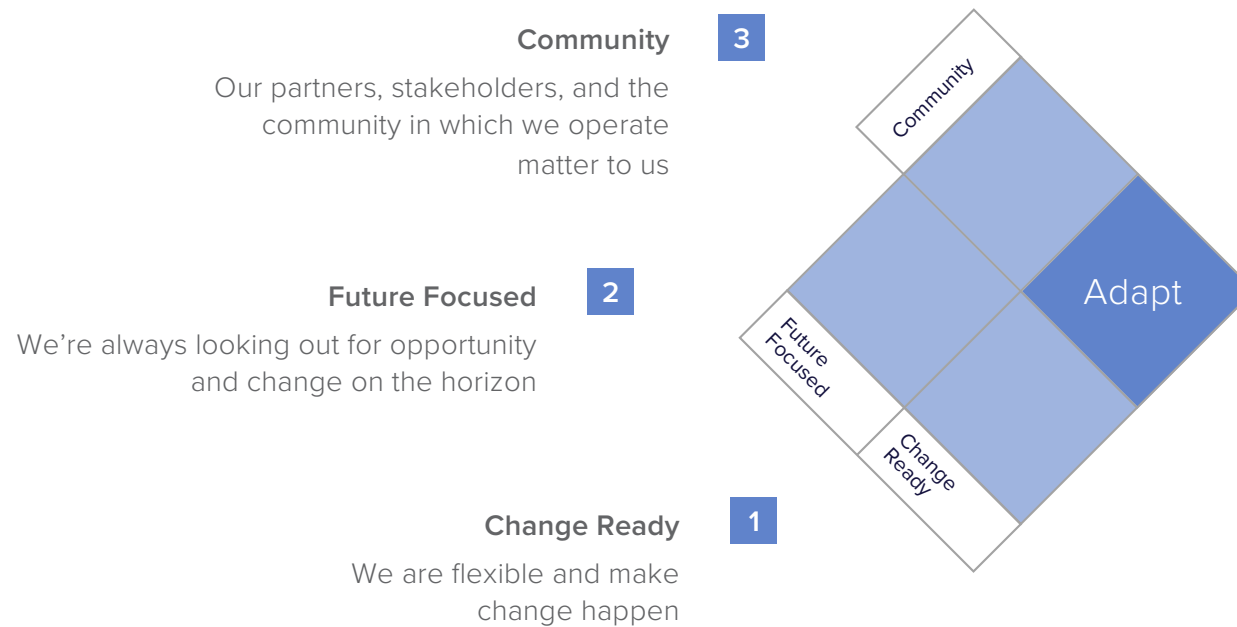 Community
3
Our partners, stakeholders, and the
community in which we operate
matter to us
Future Focused
2
We’re always looking out for opportunity
and change on the horizon
Change Ready
1
We are flexible and make
change happen
Community
Adapt
Future
Focused
Change
Ready